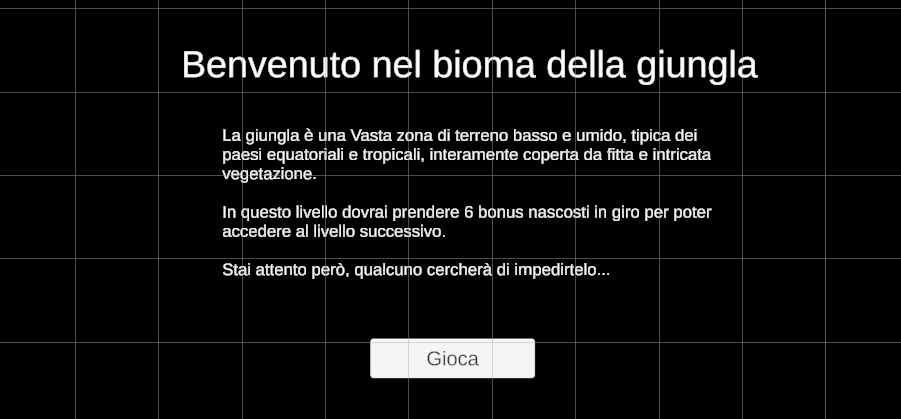 Benvenuto nel bioma della giungla
La giungla è una Vasta zona di terreno basso e umido, tipica dei
paesi equatoriali e tropicali, interamente coperta da fitta e intricata
vegetazione.
In questo livello dovrai prendere 6 bonus nascosti in giro per poter
accedere al livello successivo.
Stai attento però, qualcuno cercherà di impedirtelo...
Gioca